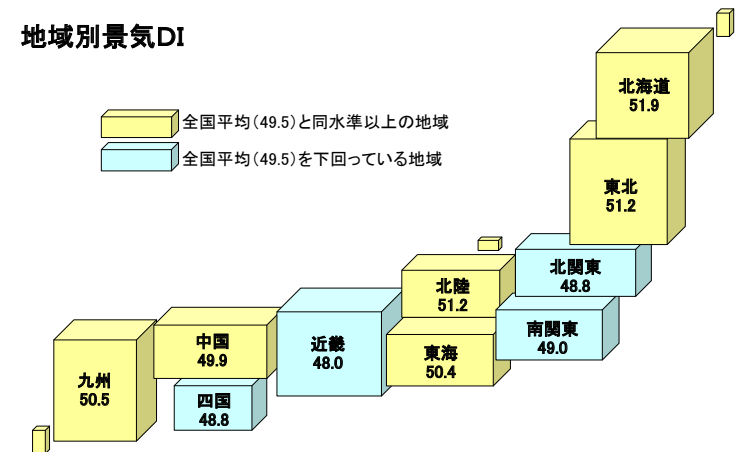 地域別景気DI
全国平均(49.5)と同水準以上の地域
全国平均(49.5)を下回っている地域
北海道
51.9
東北
51.2
北関東
48.8
北陸
51.2
南関東
49.0
東海
50.4
近畿
48.0
中国
49.9
四国
48.8
九州
50.5